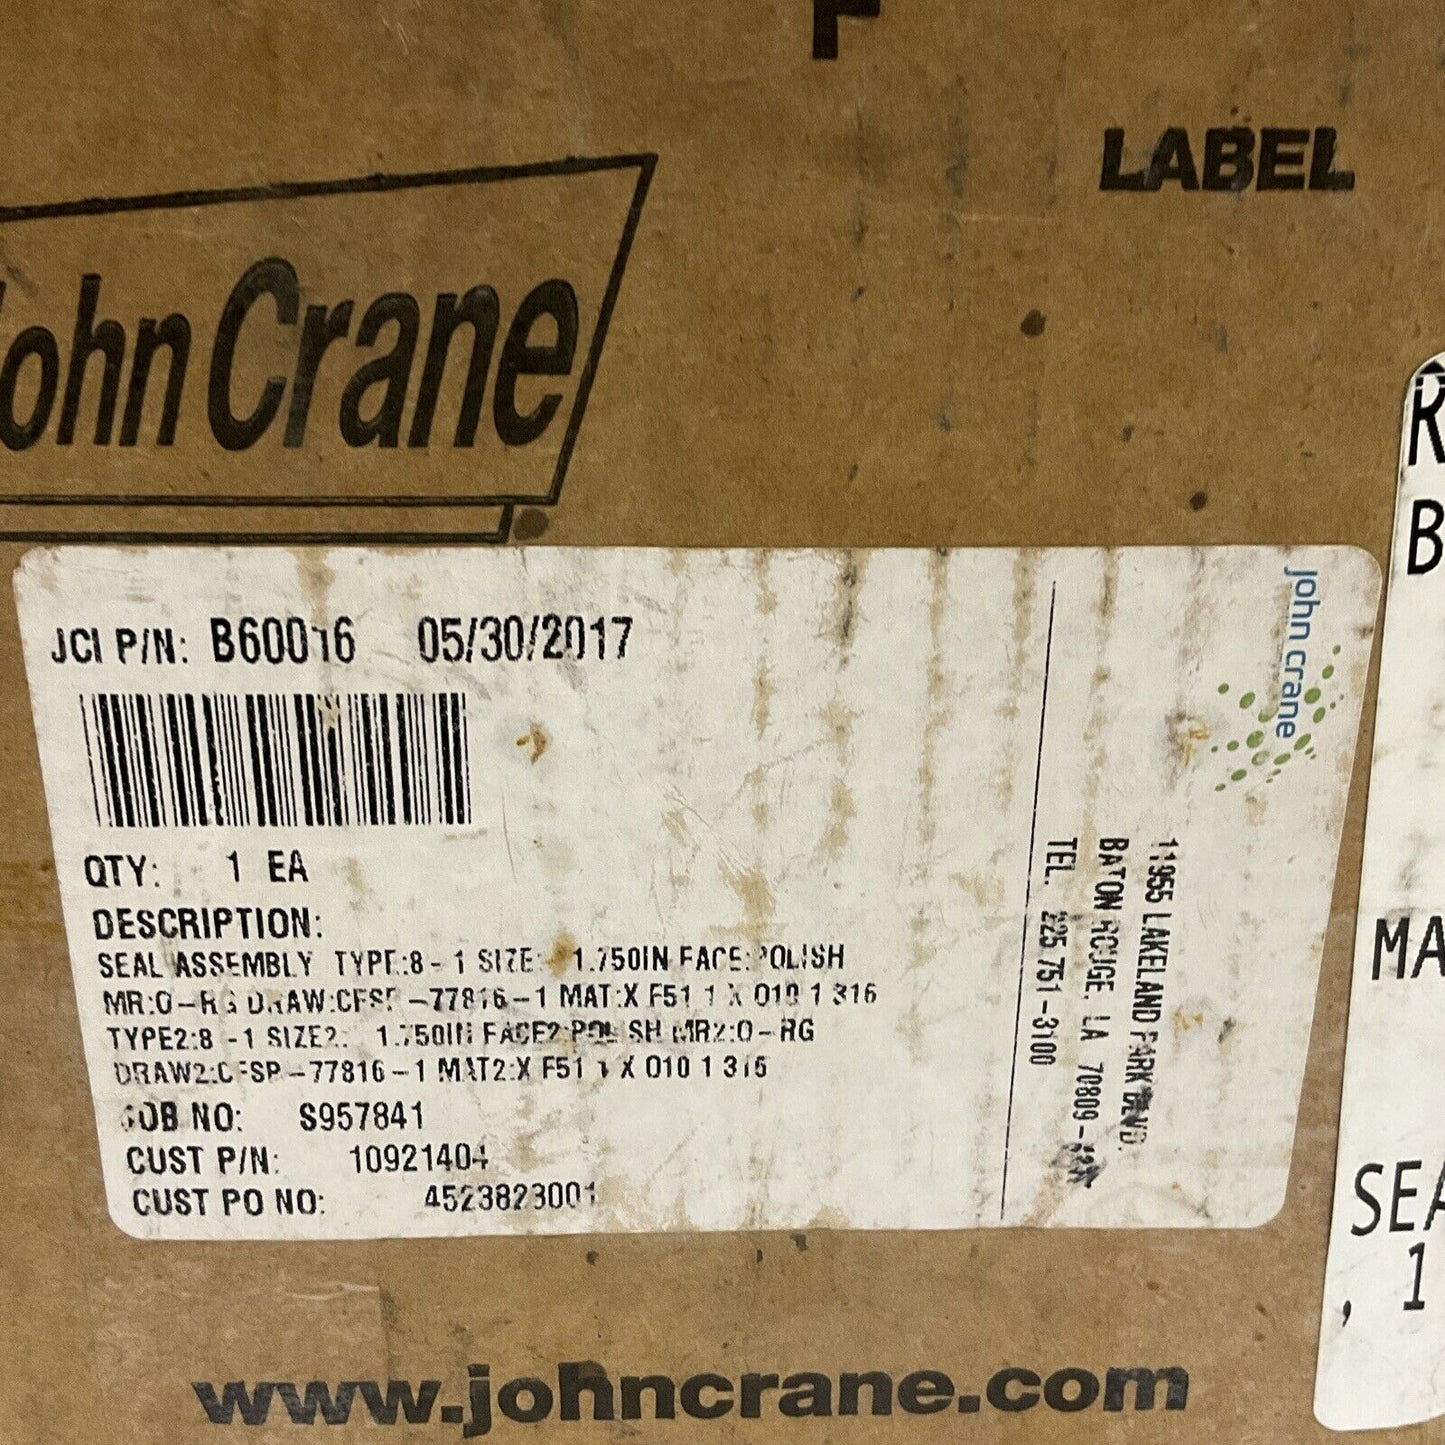 LABEL
John Crane
JCI P/N: B60016 05/30/2017
QTY: 1 EA
DESCRIPTION:
SEAL ASSEMBLY TYPE:8-1 SIZE: 1.750IN FACE:POLISH
MR:O-RG DRAW:CFSP-77816-1 MAT:X F51 1 X 010 1 316
TYPE2:8-1 SIZE2: 1.750IN FACE2:POLISH MR2:O-RG
DRAW2:CFSP-77816-1 MAT2:X F51 1 X 010 1 316
JOB NO: S957841
CUST P/N: 10921404
CUST PO NO: 4523823001
john crane
11955 LAKELAND PARK BLVD.
BATON ROUGE, LA 70809-
TEL. 225 751-3100
R
B
MA
SEA
, 1
www.johncrane.com